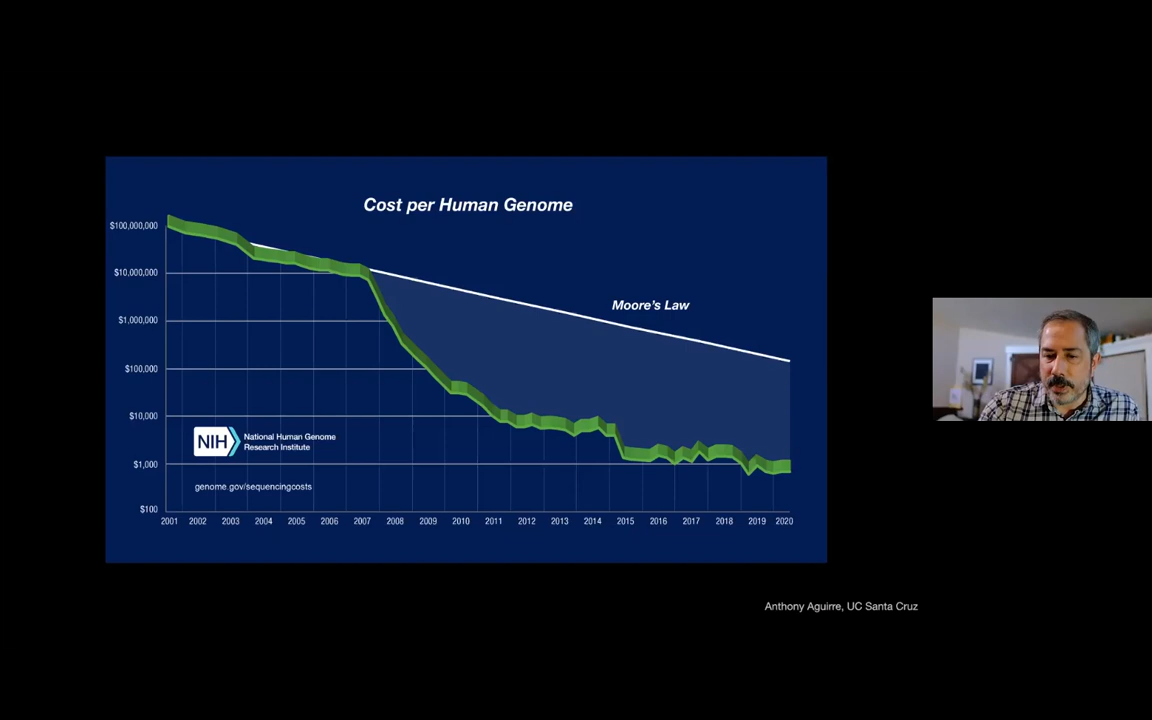 Cost per Human Genome
$100,000,000
$10,000,000
$1,000,000
$100,000
$10,000
$1,000
$100
Moore's Law
NIH
National Human Genome
Research Institute
genome.gov/sequencingcosts
2001 2002 2003 2004 2005 2006 2007 2008 2009 2010 2011 2012 2013 2014 2015 2016 2017 2018 2019 2020
Anthony Aguirre, UC Santa Cruz